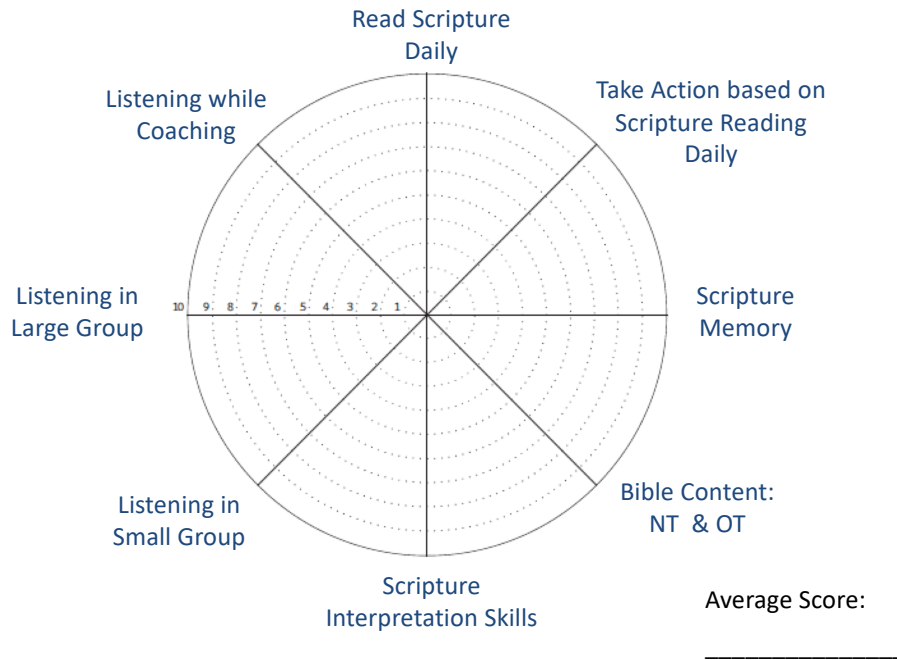 Read Scripture
Daily
Listening while
Coaching
Take Action based on
Scripture Reading
Daily
Listening in
Large Group
10 9 8 7 6 5 4 3 2 1
Scripture
Memory
Listening in
Small Group
Bible Content:
NT & OT
Scripture
Interpretation Skills
Average Score: